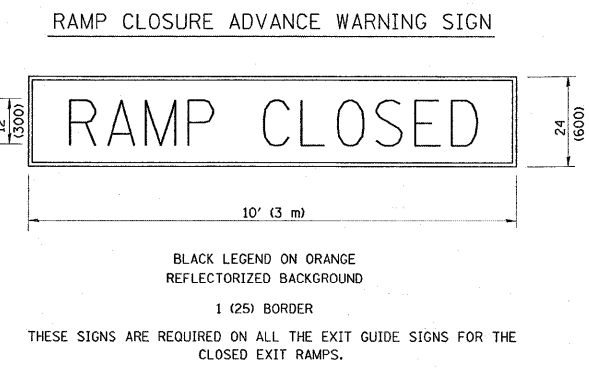 RAMP CLOSURE ADVANCE WARNING SIGN
RAMP CLOSED
12
(300)
24
(600)
10' (3 m)
BLACK LEGEND ON ORANGE
REFLECTORIZED BACKGROUND
1 (25) BORDER
THESE SIGNS ARE REQUIRED ON ALL THE EXIT GUIDE SIGNS FOR THE
CLOSED EXIT RAMPS.